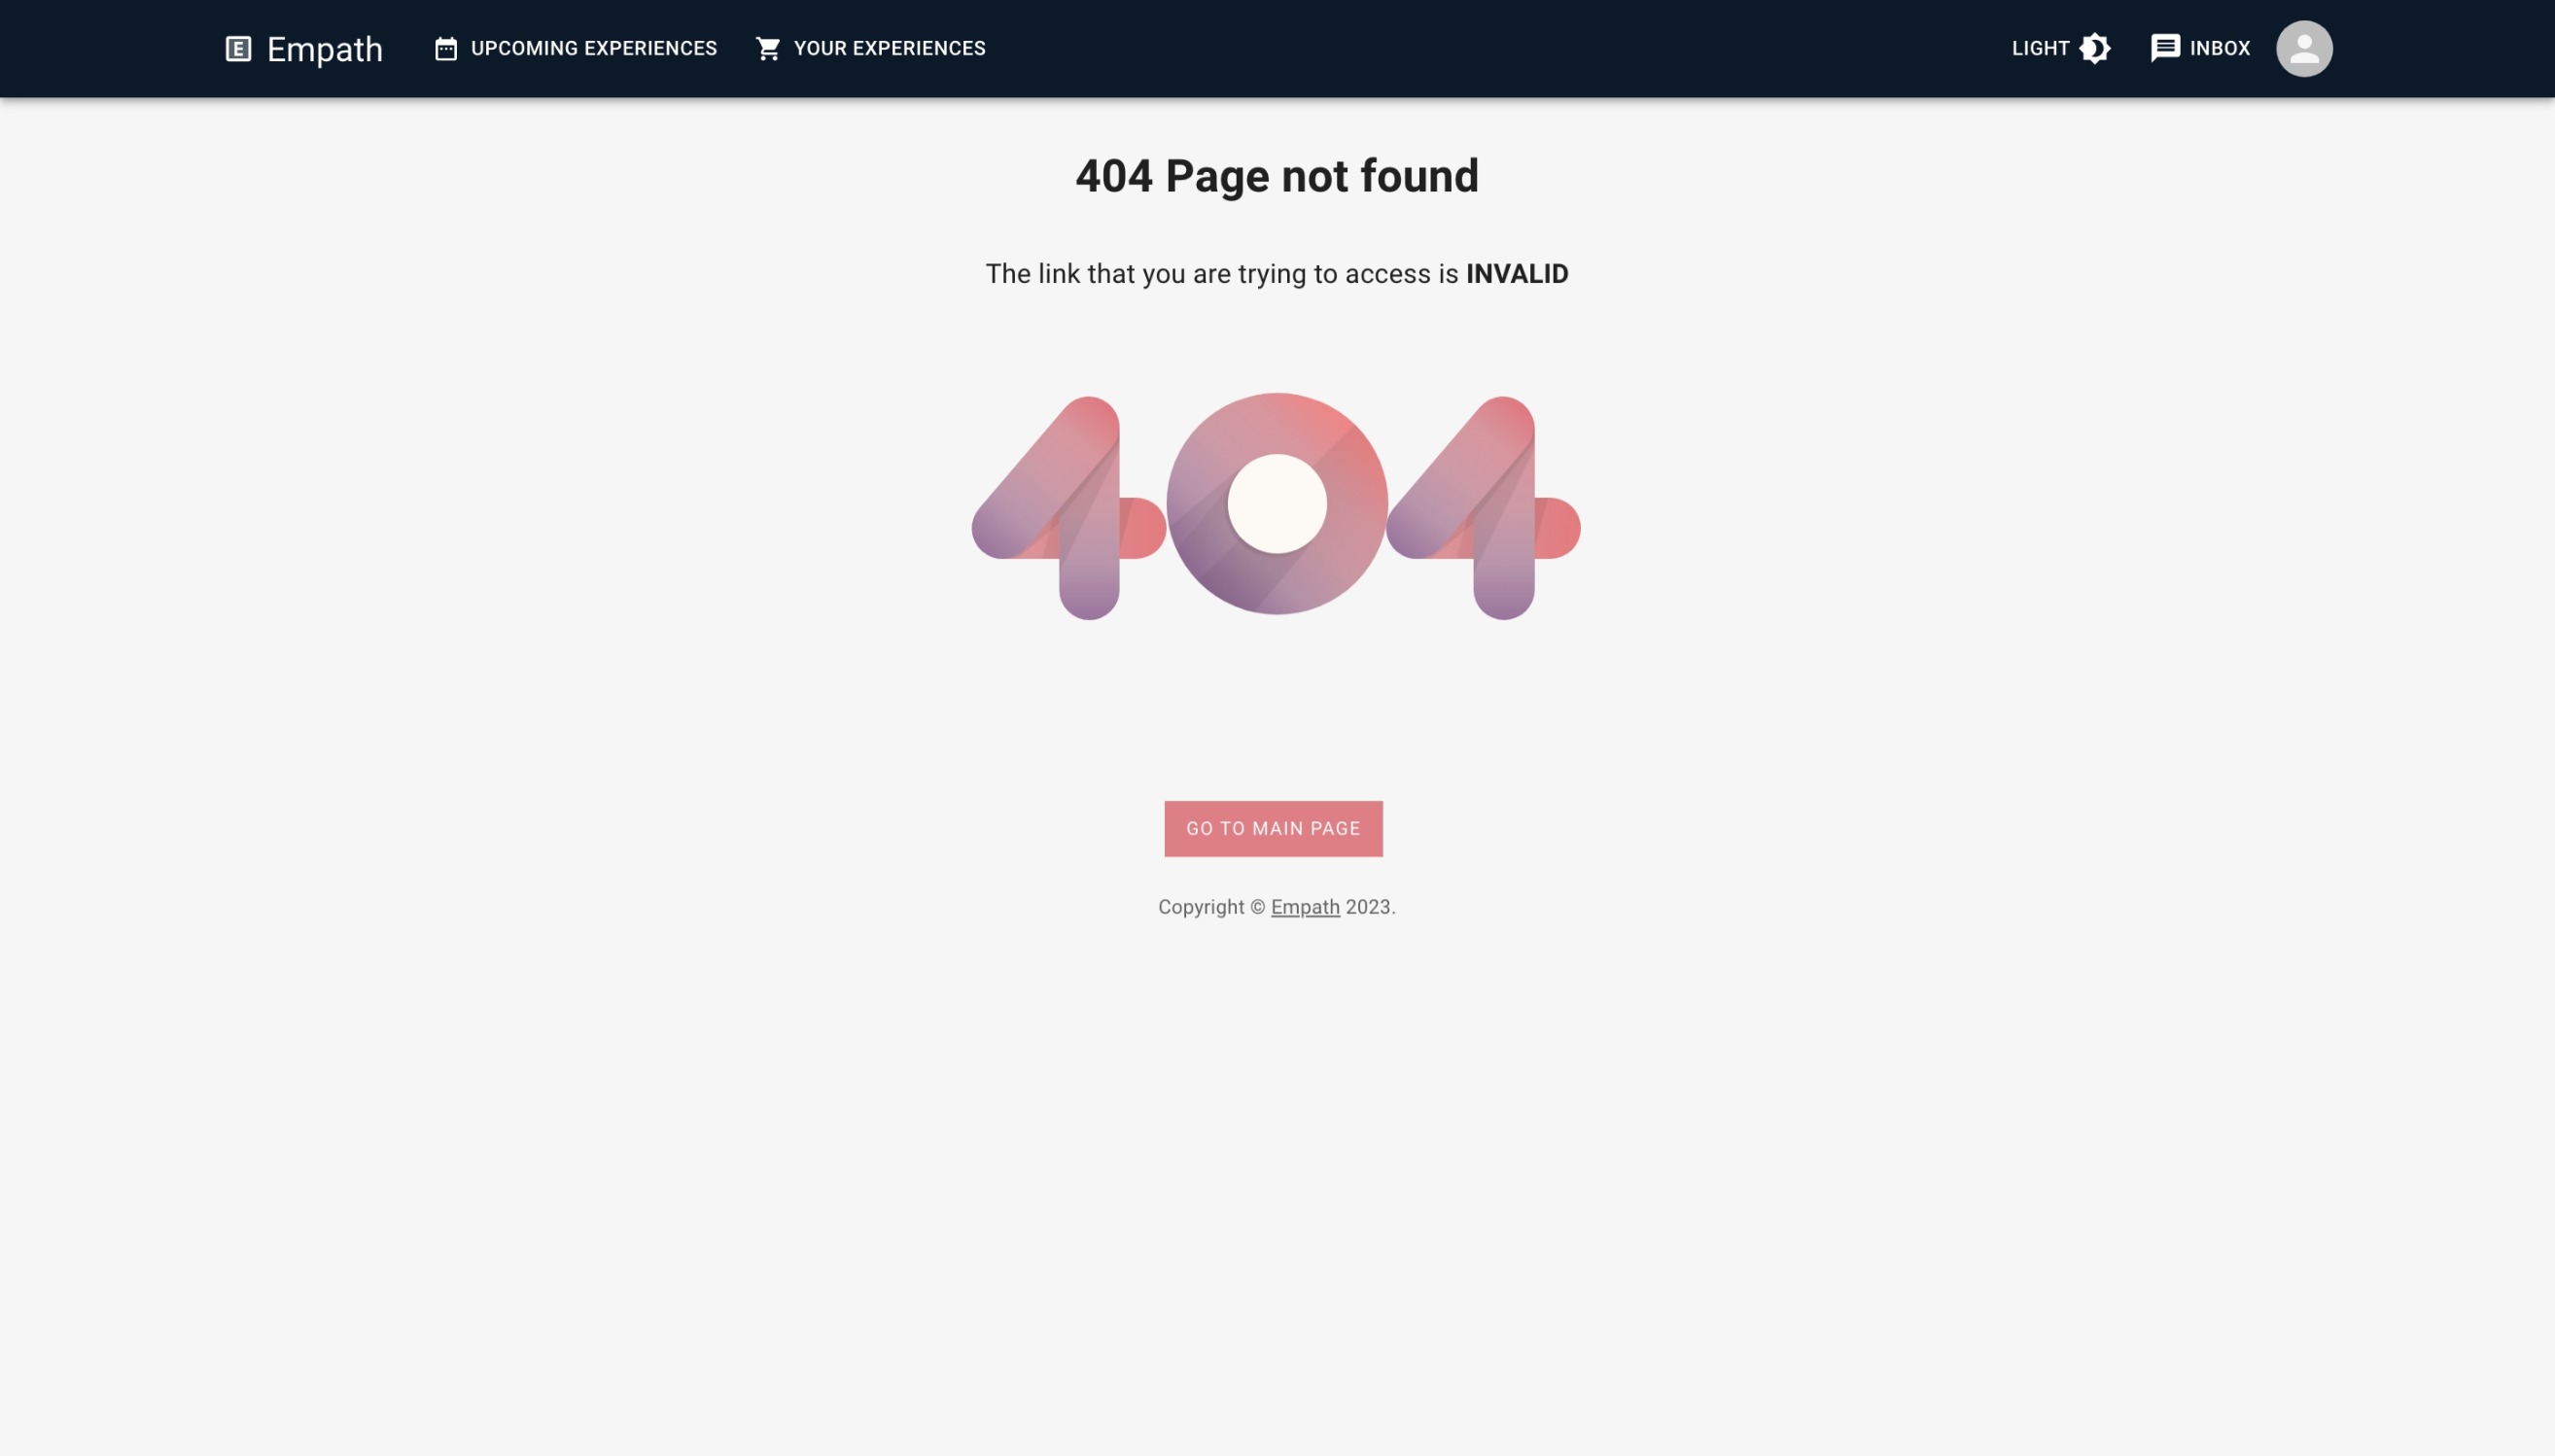 E Empath UPCOMING EXPERIENCES YOUR EXPERIENCES LIGHT INBOX
404 Page not found
The link that you are trying to access is INVALID
404
GO TO MAIN PAGE
Copyright © Empath 2023.